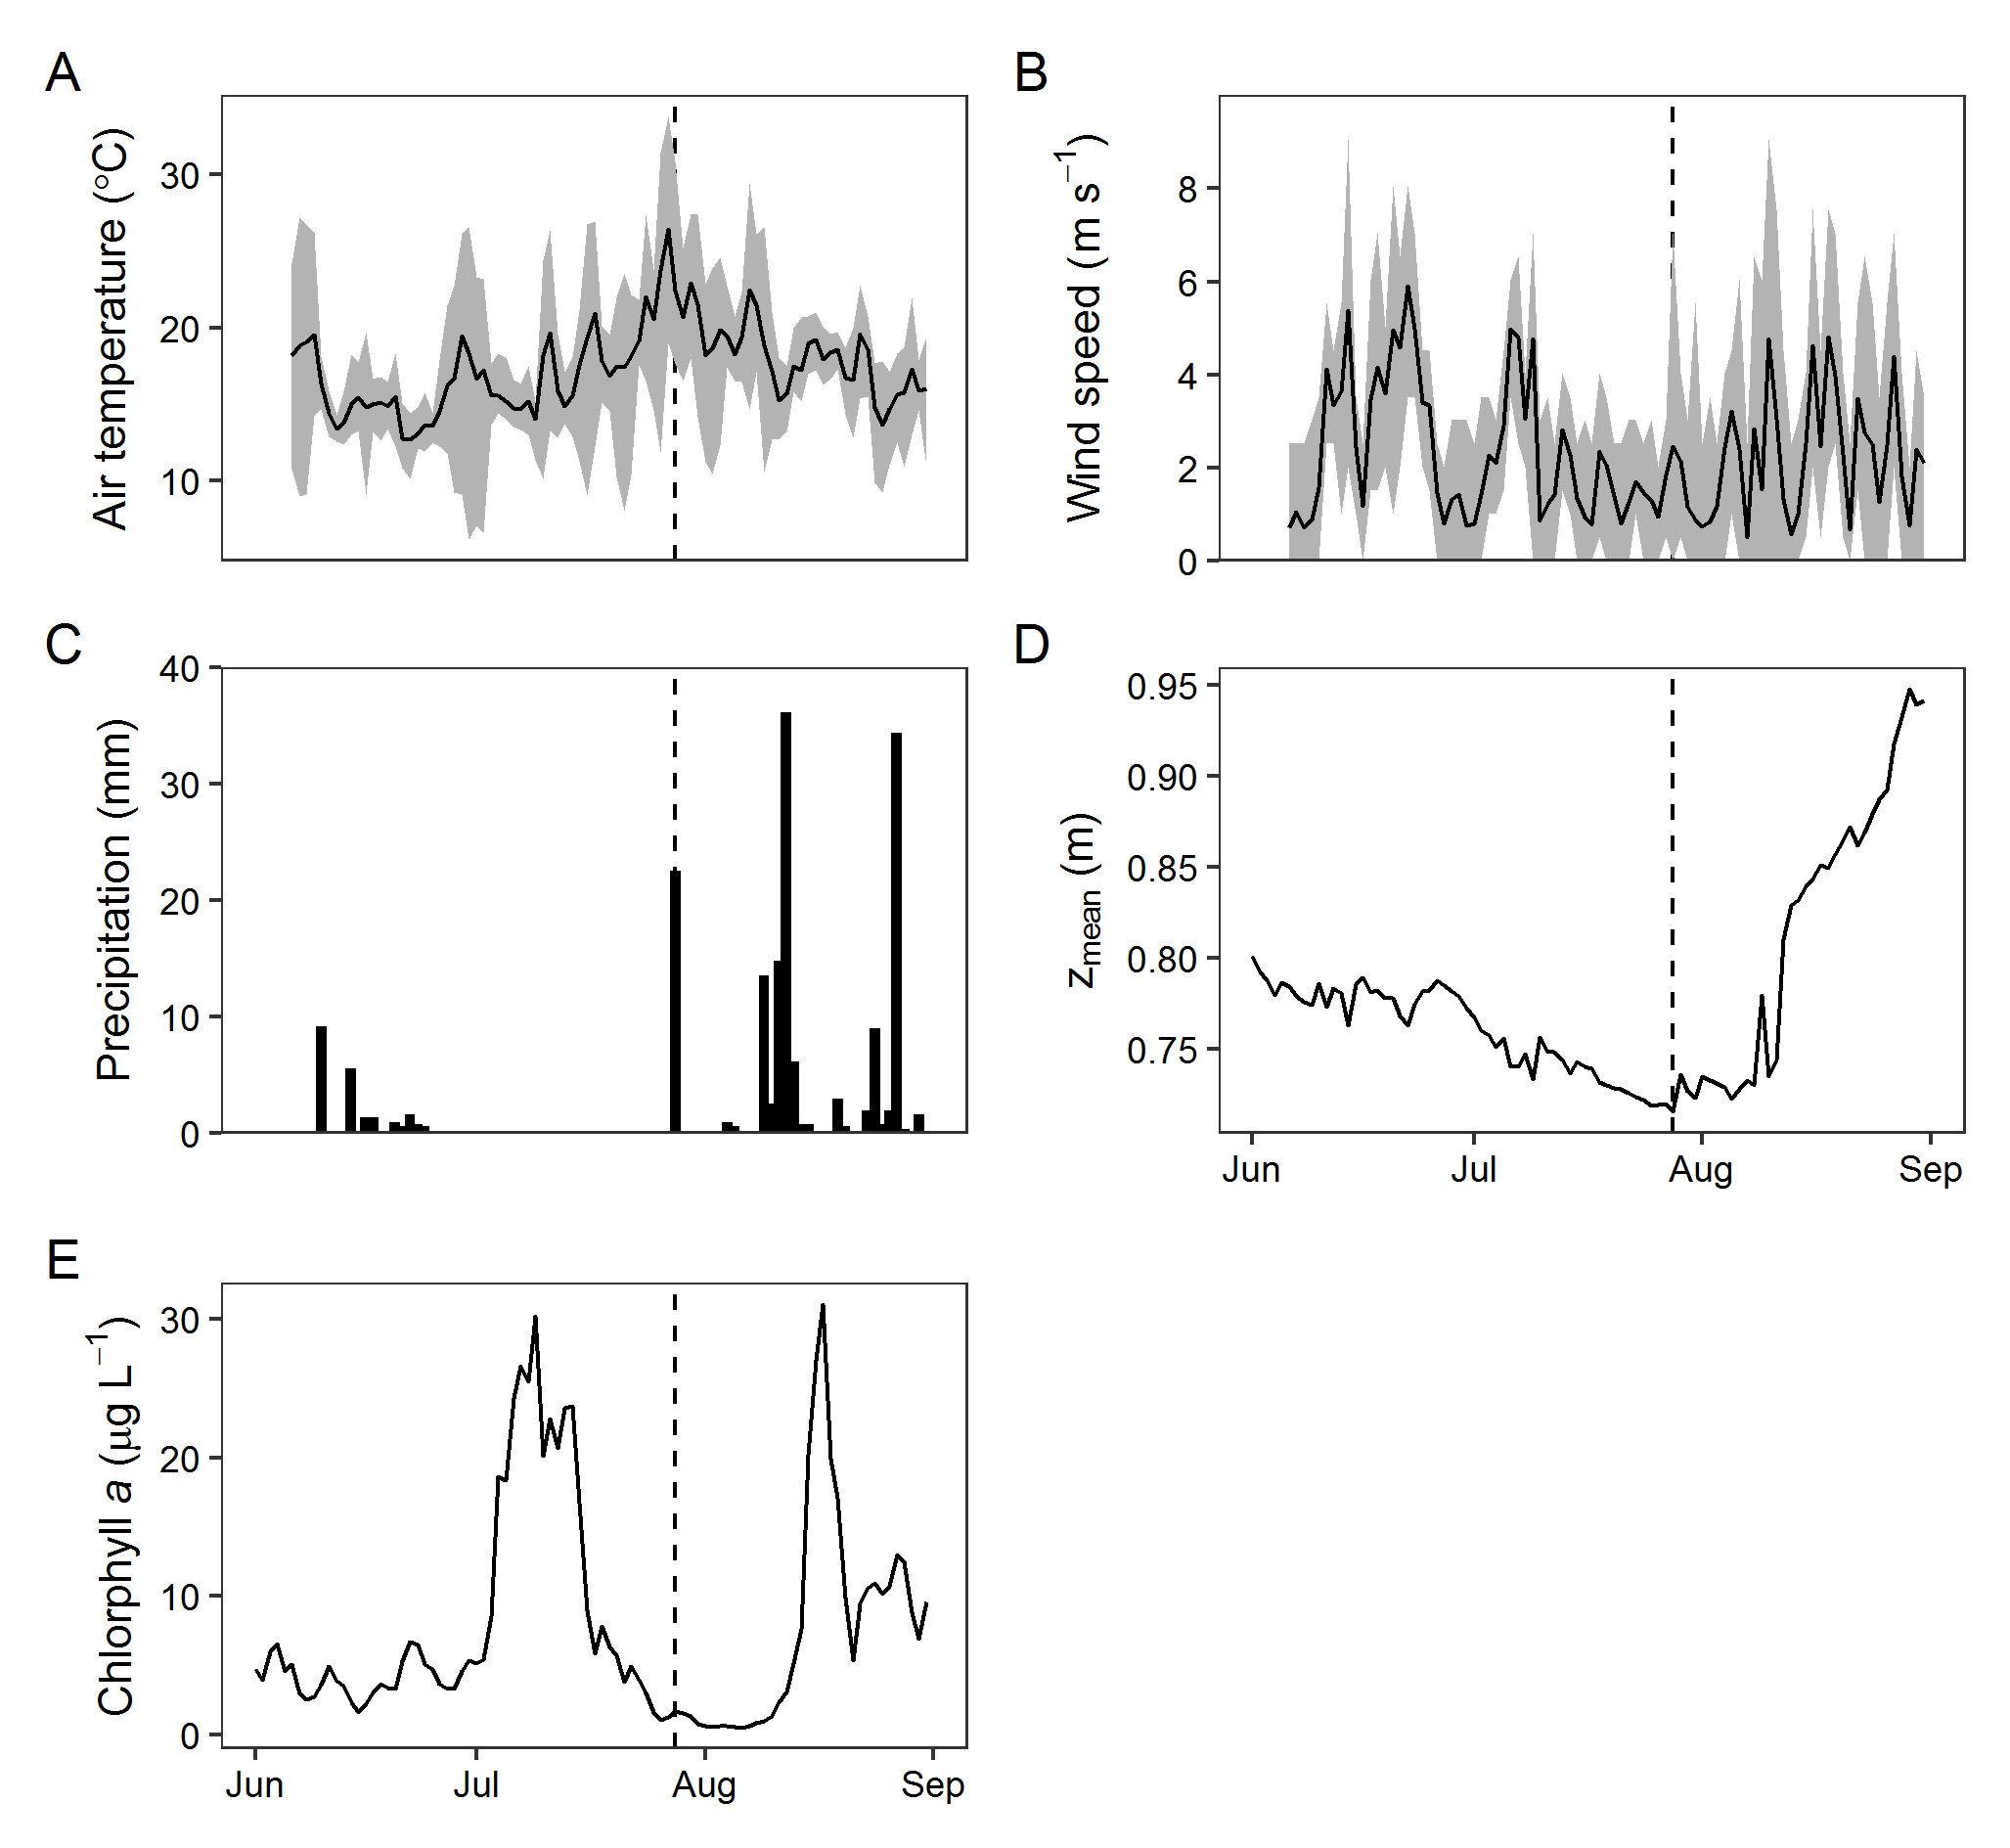 A
Air temperature (°C)
30
20
10
B
Wind speed (m s⁻¹)
8
6
4
2
0
C
Precipitation (mm)
40
30
20
10
0
D
zmean (m)
0.95
0.90
0.85
0.80
0.75
Jun Jul Aug Sep
E
Chlorphyll a (µg L⁻¹)
30
20
10
0
Jun Jul Aug Sep